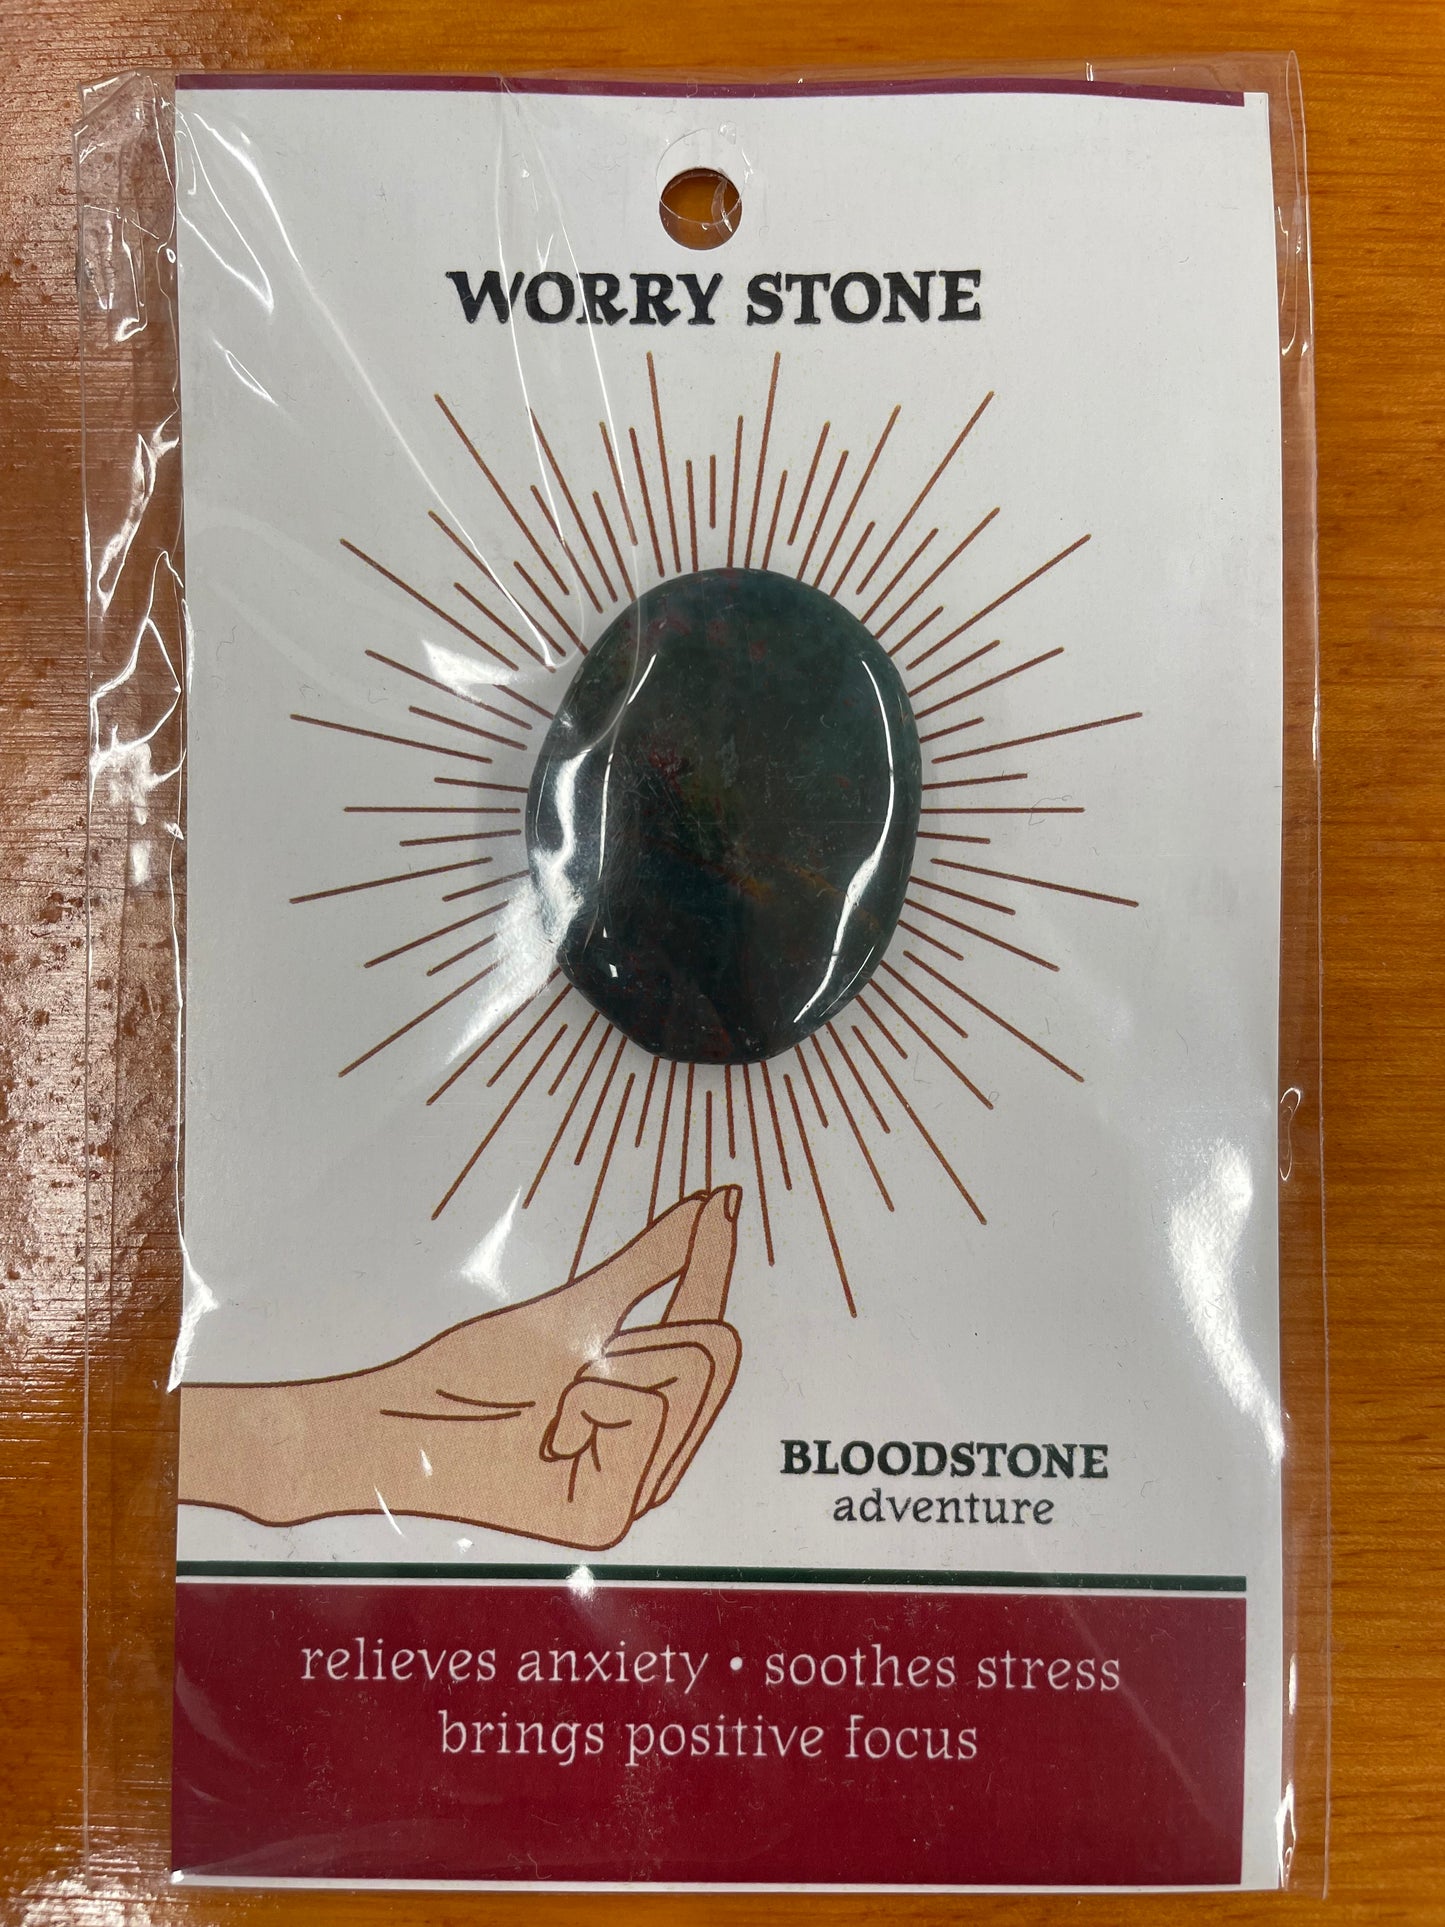 WORRY STONE
BLOODSTONE
adventure
relieves anxiety • soothes stress
brings positive focus